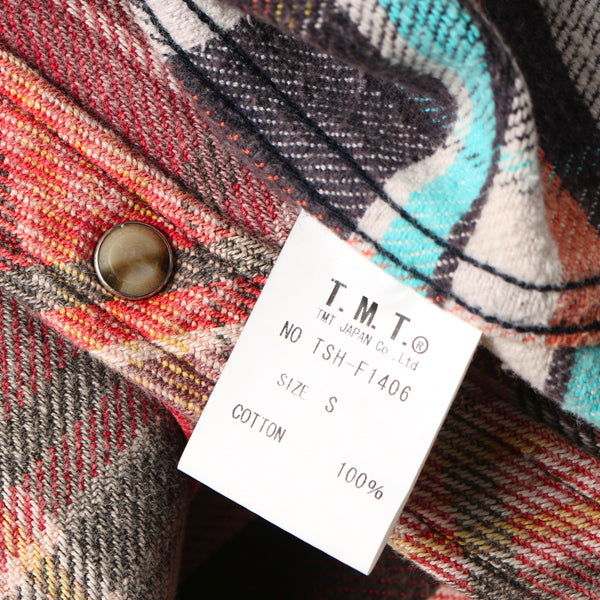 T.M.T.®
TMT JAPAN Co.,Ltd
NO TSH-F1406
SIZE S
COTTON 100%